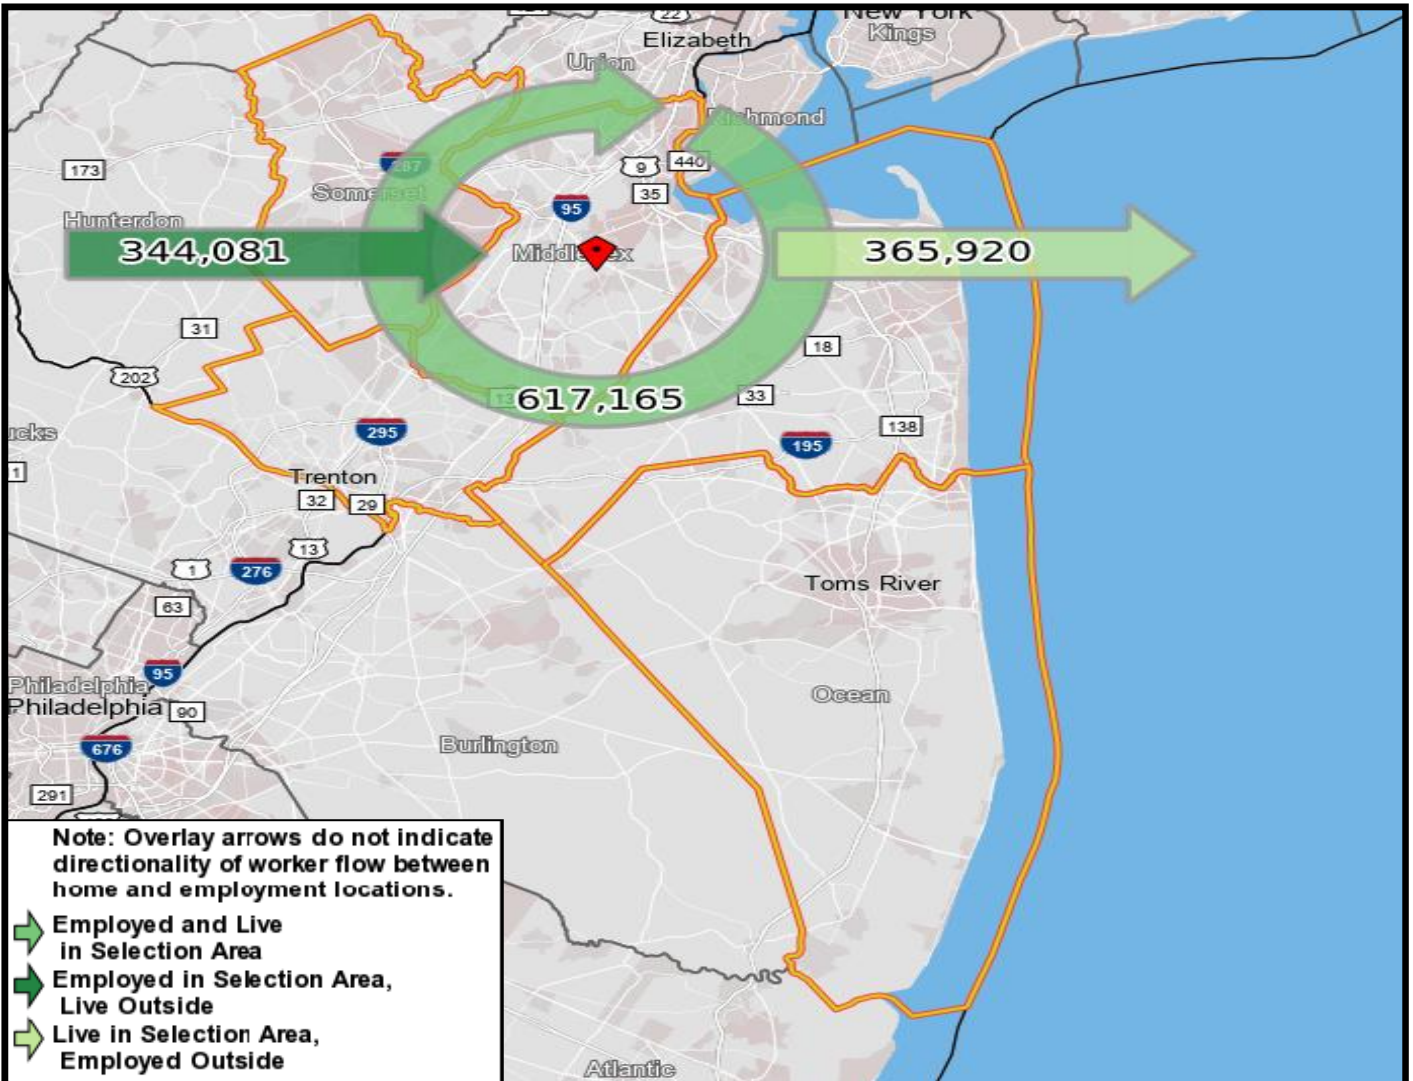 22
New York
Kings
Elizabeth
Union
Richmond
173
287
9
440
Somerset
35
95
Hunterdon
344,081
Middlesex
365,920
31
18
202
33
617,165
138
295
195
ucks
1
Trenton
32
29
13
1
276
63
Toms River
95
Philadelphia
Philadelphia
90
Ocean
676
Burlington
291
Note: Overlay arrows do not indicate
directionality of worker flow between
home and employment locations.
Employed and Live
in Selection Area
Employed in Selection Area,
Live Outside
Live in Selection Area,
Employed Outside
Atlantic